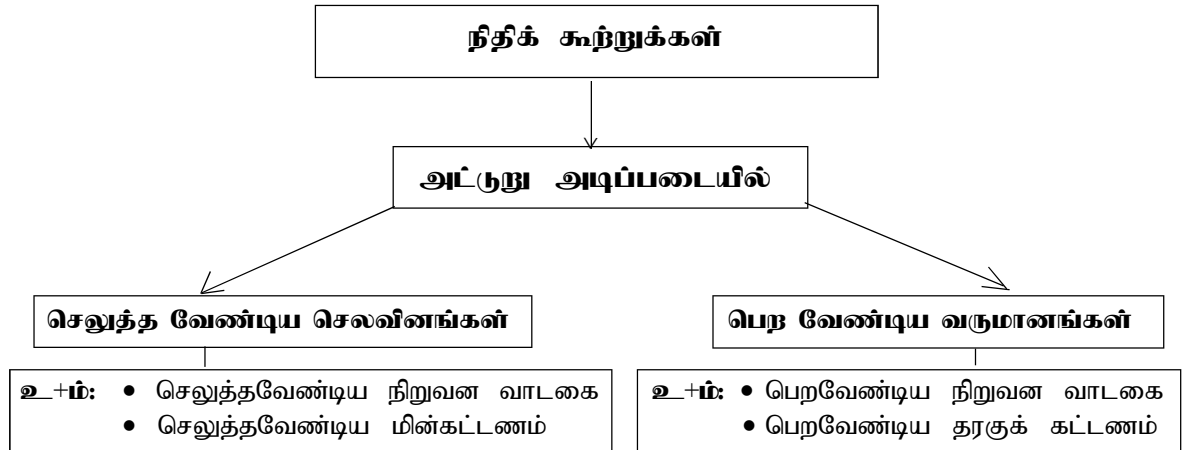 நிதிக் கூற்றுக்கள்
அட்டுறு அடிப்படையில்
செலுத்த வேண்டிய செலவினங்கள்
உ+ம்: • செலுத்தவேண்டிய நிறுவன வாடகை
• செலுத்தவேண்டிய மின்கட்டணம்
பெற வேண்டிய வருமானங்கள்
உ+ம்: • பெறவேண்டிய நிறுவன வாடகை
• பெறவேண்டிய தரகுக் கட்டணம்